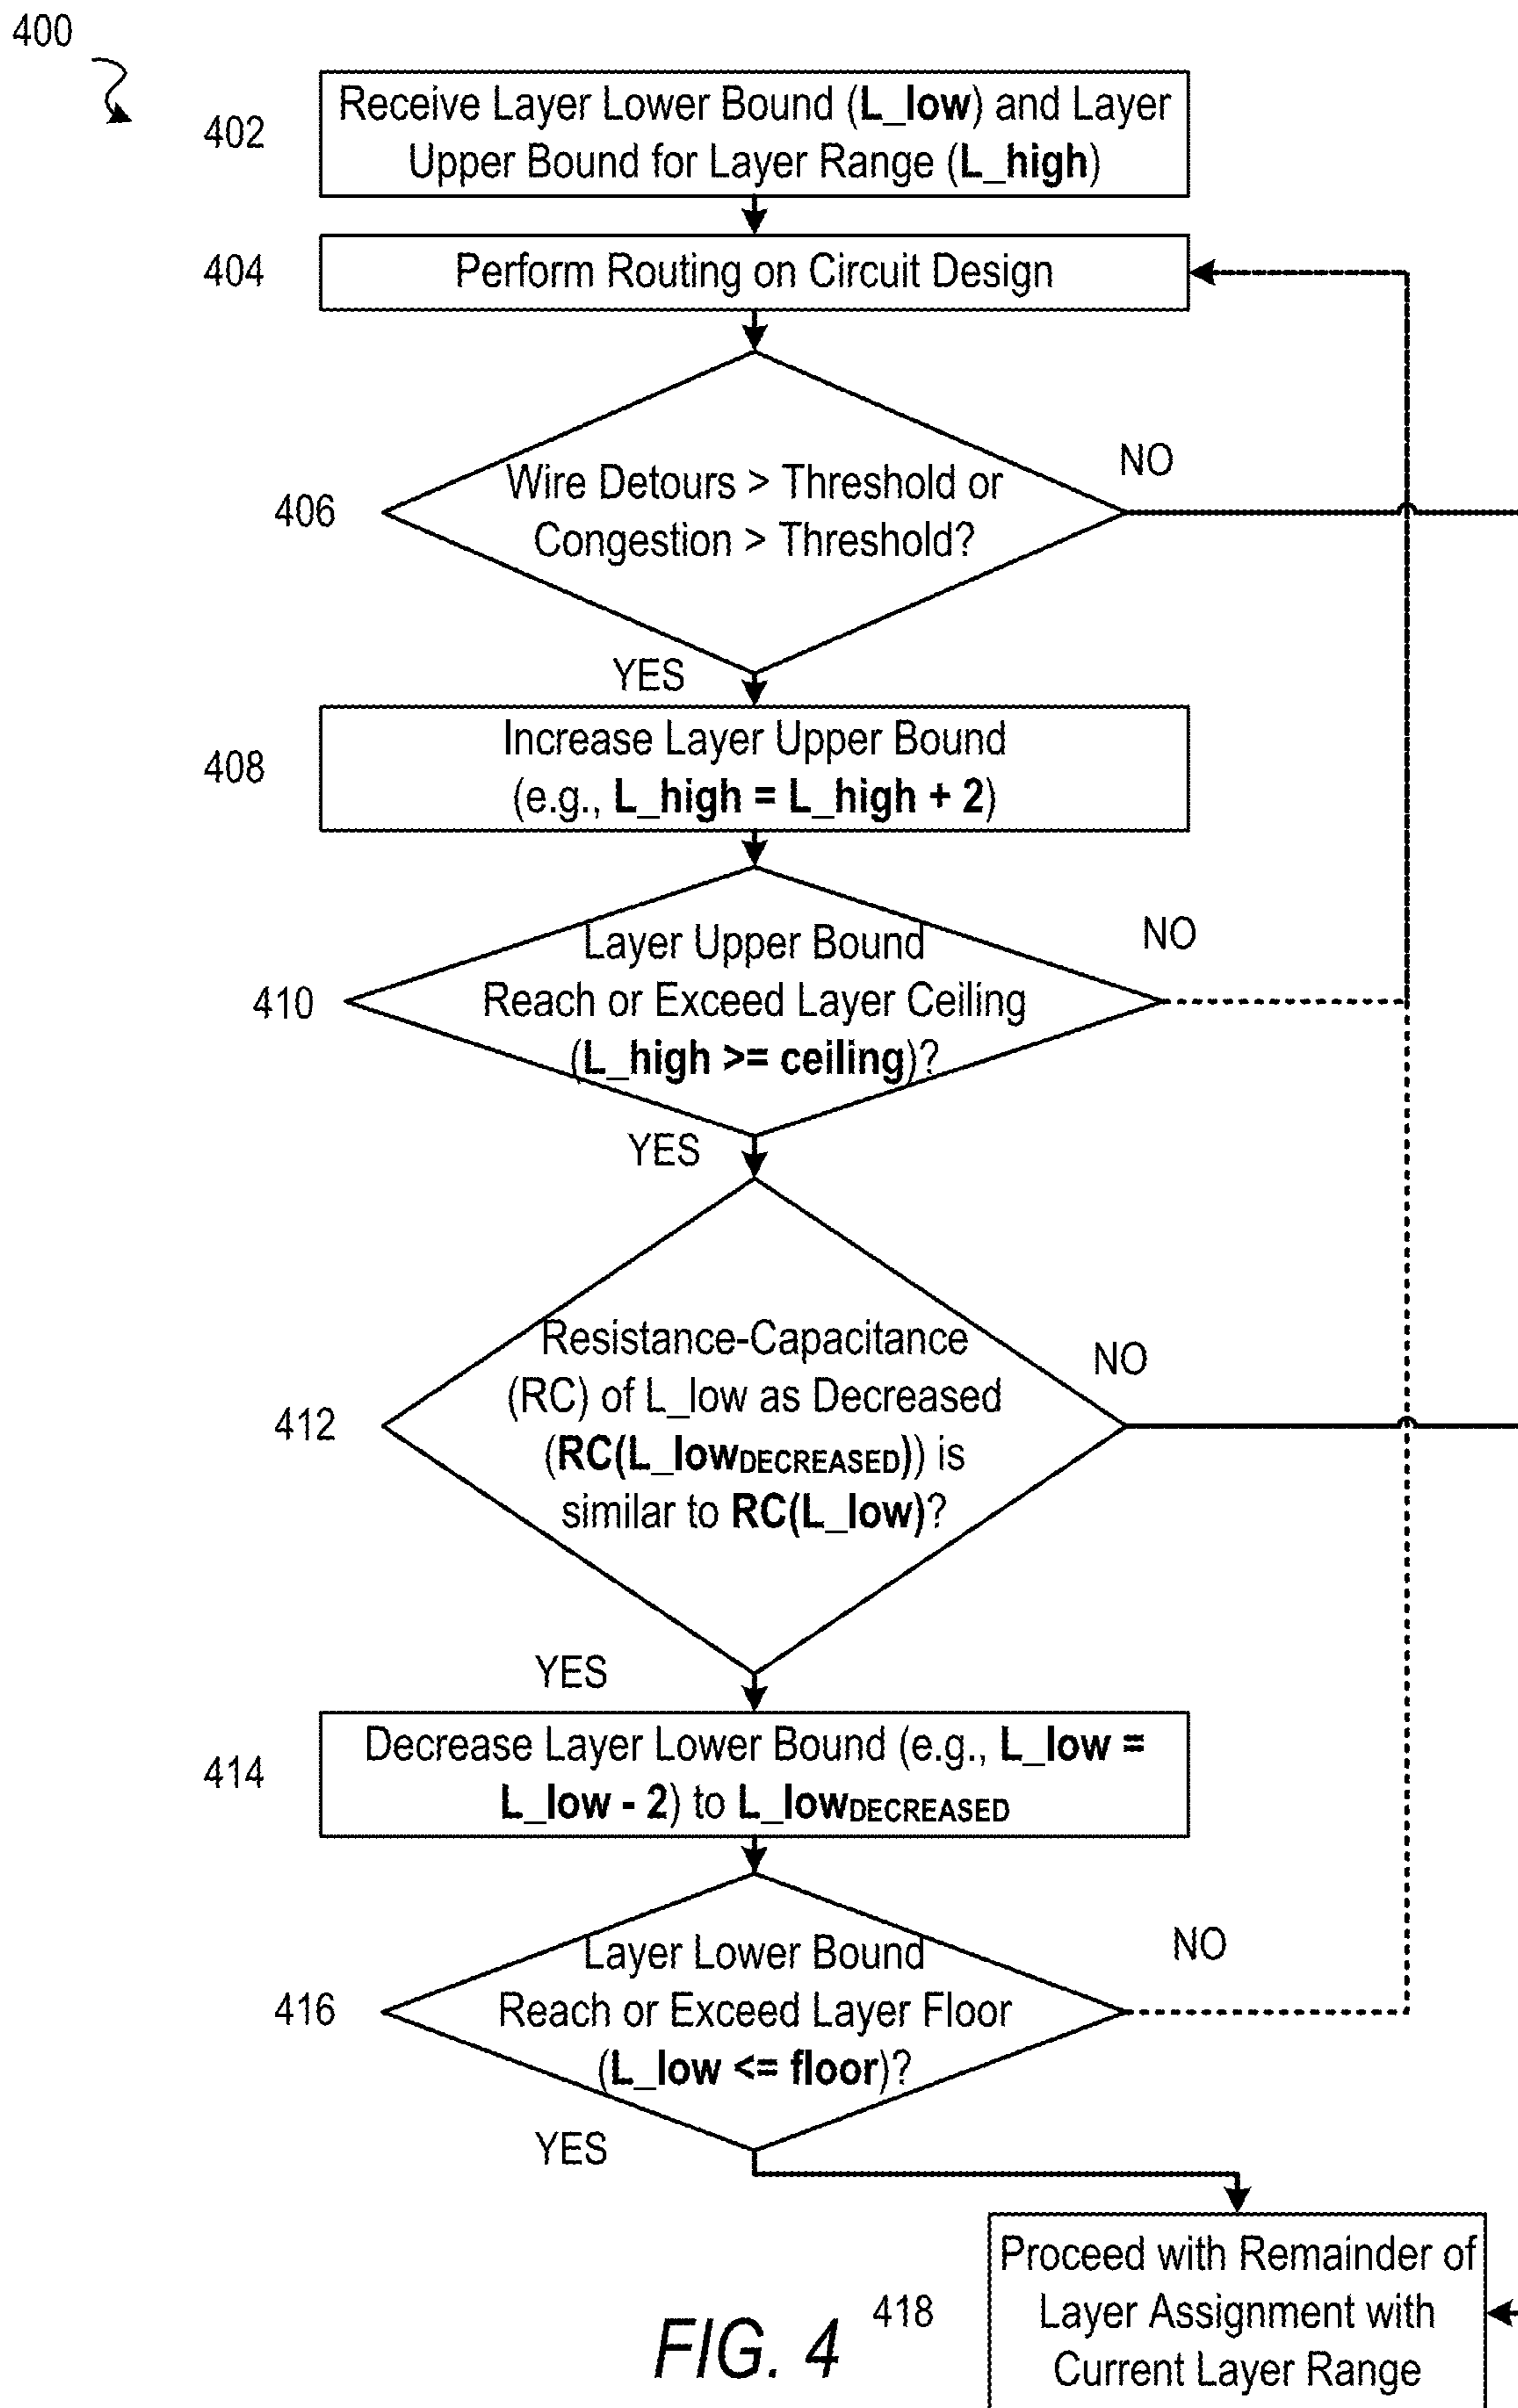 400
402
Receive Layer Lower Bound (L_low) and Layer
Upper Bound for Layer Range (L_high)
404
Perform Routing on Circuit Design
406
Wire Detours > Threshold or
Congestion > Threshold?
NO
YES
408
Increase Layer Upper Bound
(e.g., L_high = L_high + 2)
410
Layer Upper Bound
Reach or Exceed Layer Ceiling
(L_high >= ceiling)?
NO
YES
412
Resistance-Capacitance
(RC) of L_low as Decreased
(RC(L_lowDECREASED)) is
similar to RC(L_low)?
NO
YES
414
Decrease Layer Lower Bound (e.g., L_low =
L_low - 2) to L_lowDECREASED
416
Layer Lower Bound
Reach or Exceed Layer Floor
(L_low <= floor)?
NO
YES
418
Proceed with Remainder of
Layer Assignment with
Current Layer Range
FIG. 4